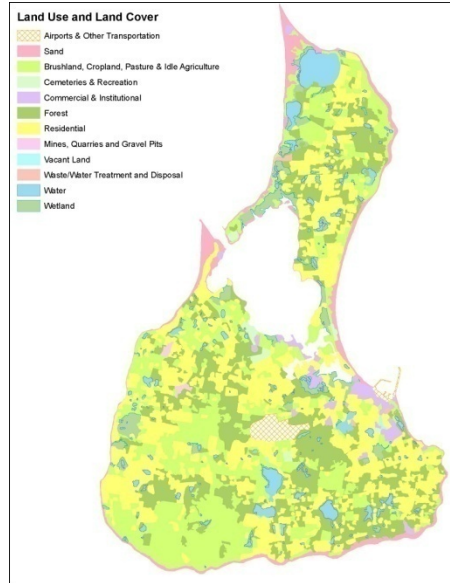 Land Use and Land Cover
Airports & Other Transportation
Sand
Brushland, Cropland, Pasture & Idle Agriculture
Cemeteries & Recreation
Commercial & Institutional
Forest
Residential
Mines, Quarries and Gravel Pits
Vacant Land
Waste/Water Treatment and Disposal
Water
Wetland